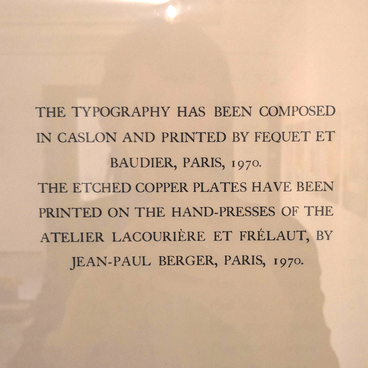 THE TYPOGRAPHY HAS BEEN COMPOSED
IN CASLON AND PRINTED BY FEQUET ET
BAUDIER, PARIS, 1970.
THE ETCHED COPPER PLATES HAVE BEEN
PRINTED ON THE HAND-PRESSES OF THE
ATELIER LACOURIÈRE ET FRÉLAUT, BY
JEAN-PAUL BERGER, PARIS, 1970.